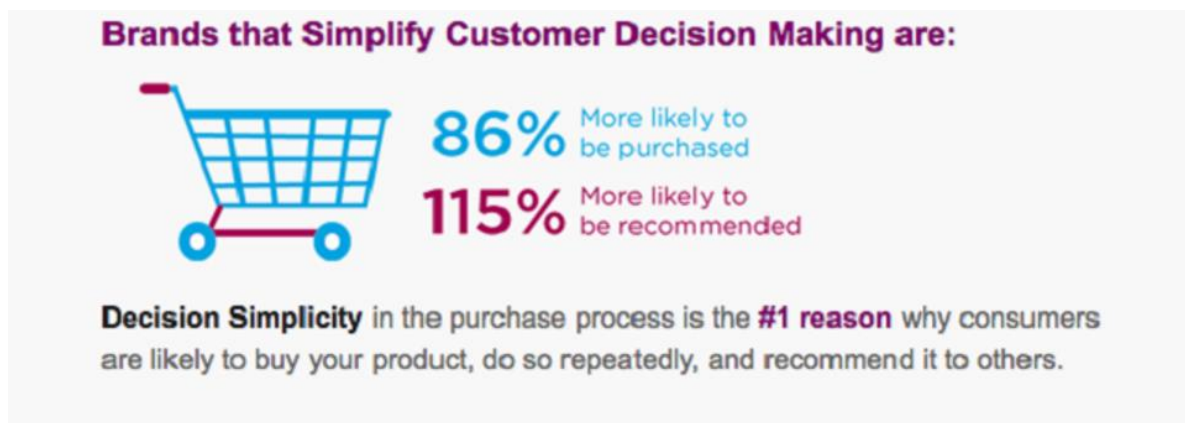 Brands that Simplify Customer Decision Making are:
86% More likely to
be purchased
115% More likely to
be recommended
Decision Simplicity in the purchase process is the #1 reason why consumers
are likely to buy your product, do so repeatedly, and recommend it to others.